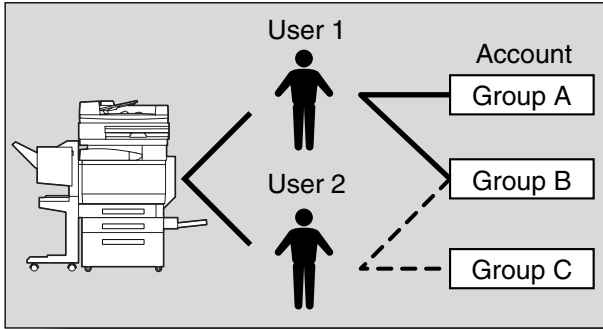 User 1
Account
Group A
Group B
User 2
Group C